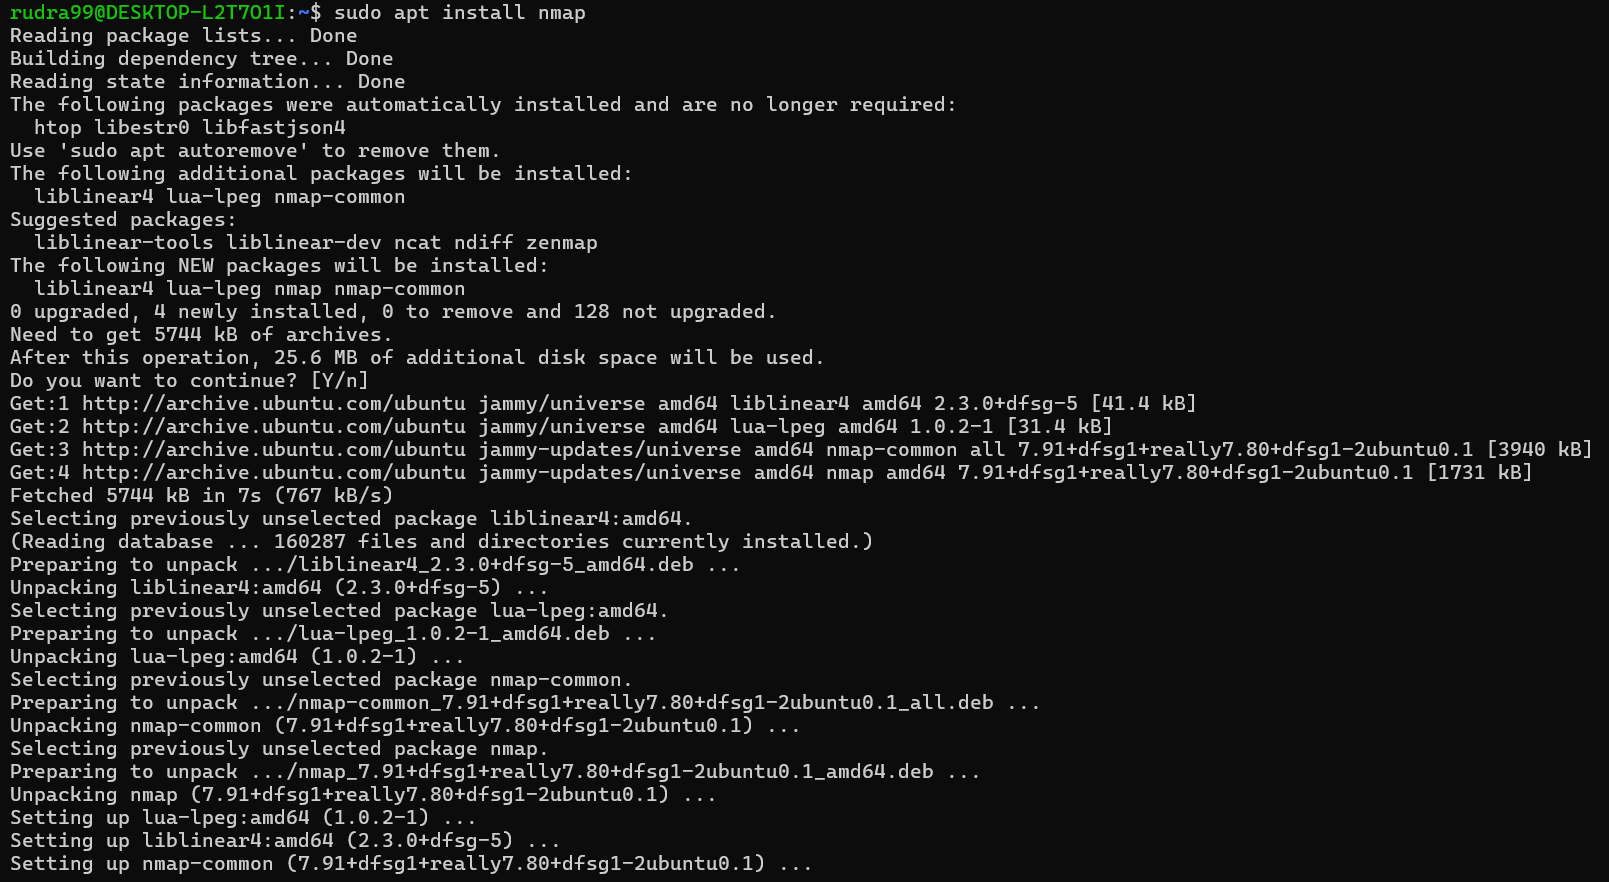 rudra99@DESKTOP-L2T7O1I:~$ sudo apt install nmap
Reading package lists... Done
Building dependency tree... Done
Reading state information... Done
The following packages were automatically installed and are no longer required:
  htop libestr0 libfastjson4
Use 'sudo apt autoremove' to remove them.
The following additional packages will be installed:
  liblinear4 lua-lpeg nmap-common
Suggested packages:
  liblinear-tools liblinear-dev ncat ndiff zenmap
The following NEW packages will be installed:
  liblinear4 lua-lpeg nmap nmap-common
0 upgraded, 4 newly installed, 0 to remove and 128 not upgraded.
Need to get 5744 kB of archives.
After this operation, 25.6 MB of additional disk space will be used.
Do you want to continue? [Y/n]
Get:1 http://archive.ubuntu.com/ubuntu jammy/universe amd64 liblinear4 amd64 2.3.0+dfsg-5 [41.4 kB]
Get:2 http://archive.ubuntu.com/ubuntu jammy/universe amd64 lua-lpeg amd64 1.0.2-1 [31.4 kB]
Get:3 http://archive.ubuntu.com/ubuntu jammy-updates/universe amd64 nmap-common all 7.91+dfsg1+really7.80+dfsg1-2ubuntu0.1 [3940 kB]
Get:4 http://archive.ubuntu.com/ubuntu jammy-updates/universe amd64 nmap amd64 7.91+dfsg1+really7.80+dfsg1-2ubuntu0.1 [1731 kB]
Fetched 5744 kB in 7s (767 kB/s)
Selecting previously unselected package liblinear4:amd64.
(Reading database ... 160287 files and directories currently installed.)
Preparing to unpack .../liblinear4_2.3.0+dfsg-5_amd64.deb ...
Unpacking liblinear4:amd64 (2.3.0+dfsg-5) ...
Selecting previously unselected package lua-lpeg:amd64.
Preparing to unpack .../lua-lpeg_1.0.2-1_amd64.deb ...
Unpacking lua-lpeg:amd64 (1.0.2-1) ...
Selecting previously unselected package nmap-common.
Preparing to unpack .../nmap-common_7.91+dfsg1+really7.80+dfsg1-2ubuntu0.1_all.deb ...
Unpacking nmap-common (7.91+dfsg1+really7.80+dfsg1-2ubuntu0.1) ...
Selecting previously unselected package nmap.
Preparing to unpack .../nmap_7.91+dfsg1+really7.80+dfsg1-2ubuntu0.1_amd64.deb ...
Unpacking nmap (7.91+dfsg1+really7.80+dfsg1-2ubuntu0.1) ...
Setting up lua-lpeg:amd64 (1.0.2-1) ...
Setting up liblinear4:amd64 (2.3.0+dfsg-5) ...
Setting up nmap-common (7.91+dfsg1+really7.80+dfsg1-2ubuntu0.1) ...